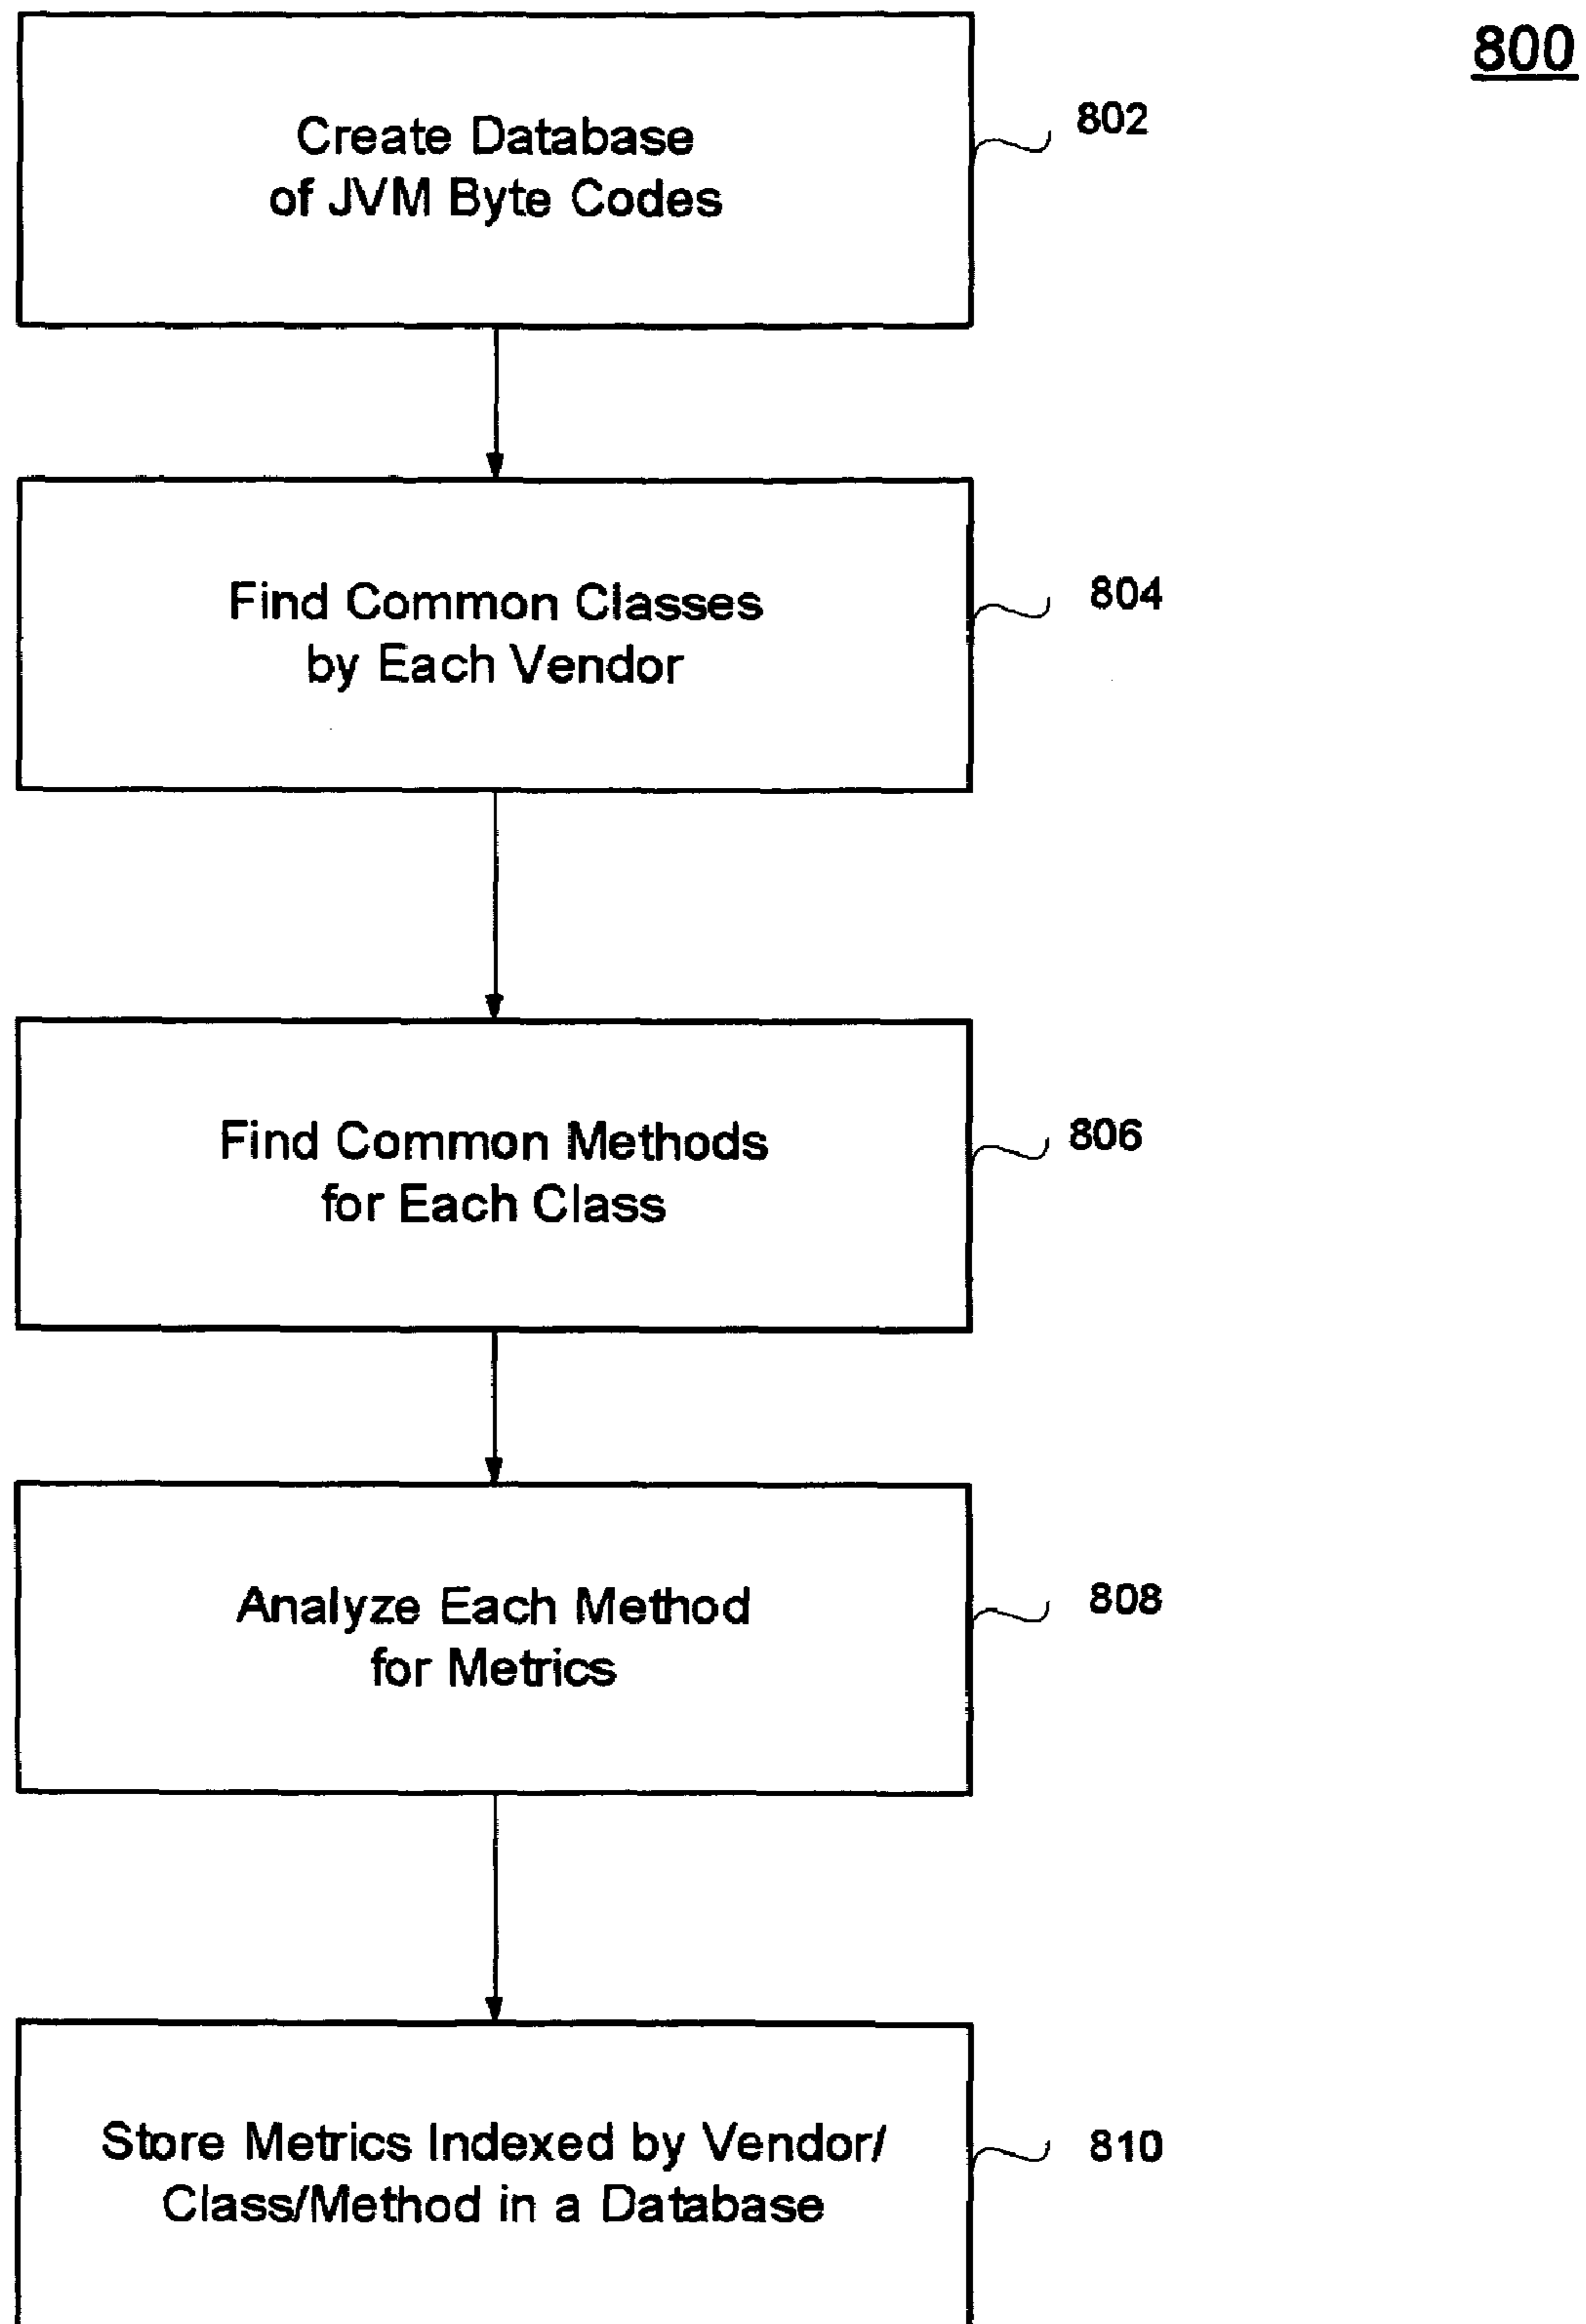 800
Create Database
of JVM Byte Codes
802
Find Common Classes
by Each Vendor
804
Find Common Methods
for Each Class
806
Analyze Each Method
for Metrics
808
Store Metrics Indexed by Vendor/
Class/Method in a Database
810